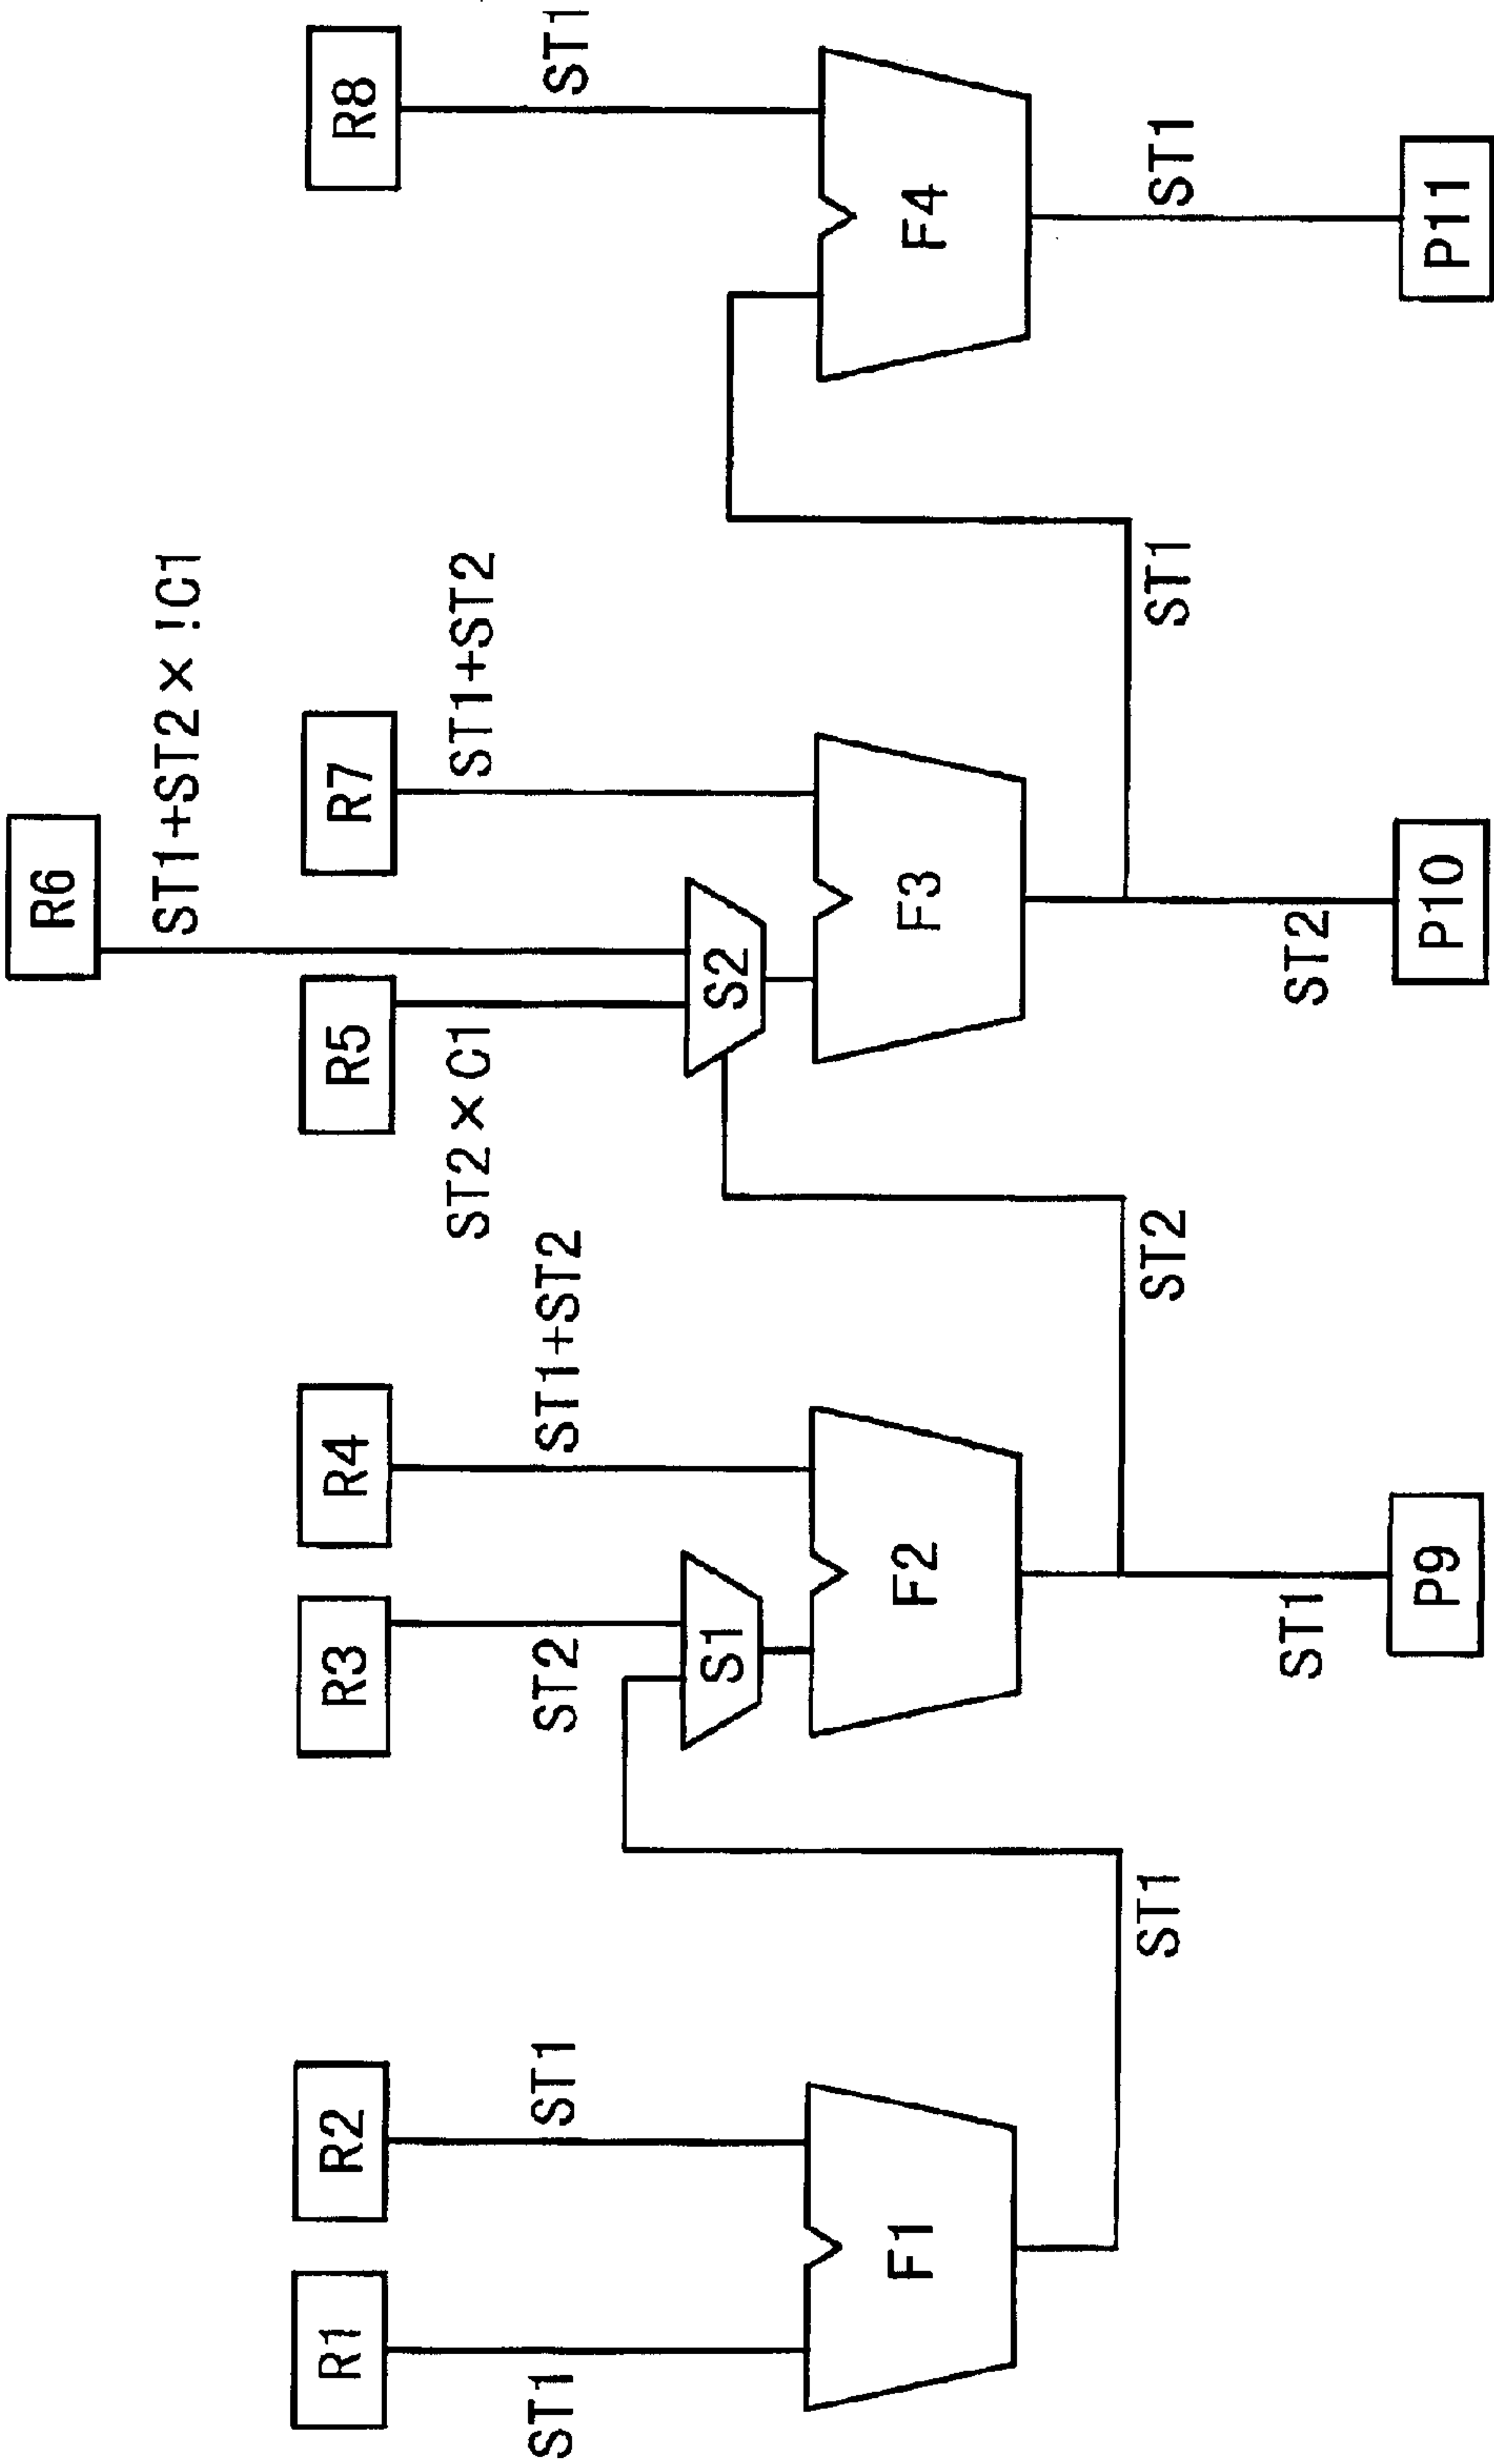 R6
ST1+ST2×!C1
R1
R2
R3
R4
R5
R7
R8
ST1
ST1
ST2
ST1+ST2
ST2×C1
ST1+ST2
ST1
S1
S2
F1
F2
F3
F4
ST1
ST2
ST1
ST1
ST1
ST2
P9
P10
P11